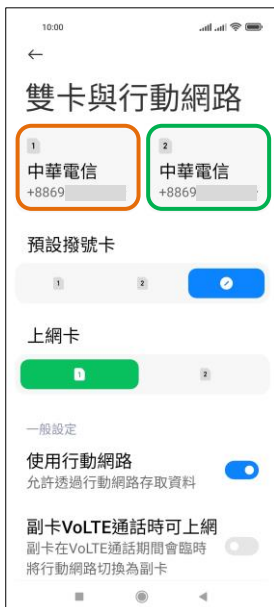 10:00
雙卡與行動網路
1
2
中華電信
中華電信
+8869
+8869
預設撥號卡
1
2
上網卡
1
2
一般設定
使用行動網路
允許透過行動網路存取資料
副卡VoLTE通話時可上網
副卡在VoLTE通話期間會臨時
將行動網路切換為副卡